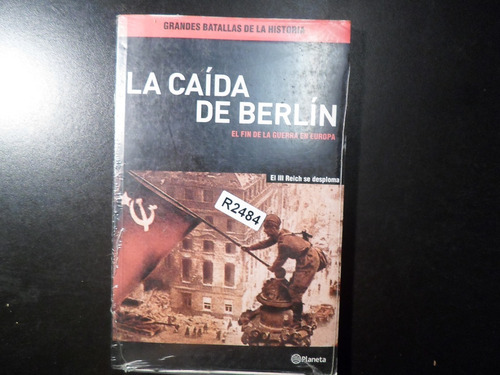 GRANDES BATALLAS DE LA HISTORIA
LA CAÍDA
DE BERLÍN
EL FIN DE LA GUERRA EN EUROPA
El III Reich se desploma
R2484
Planeta